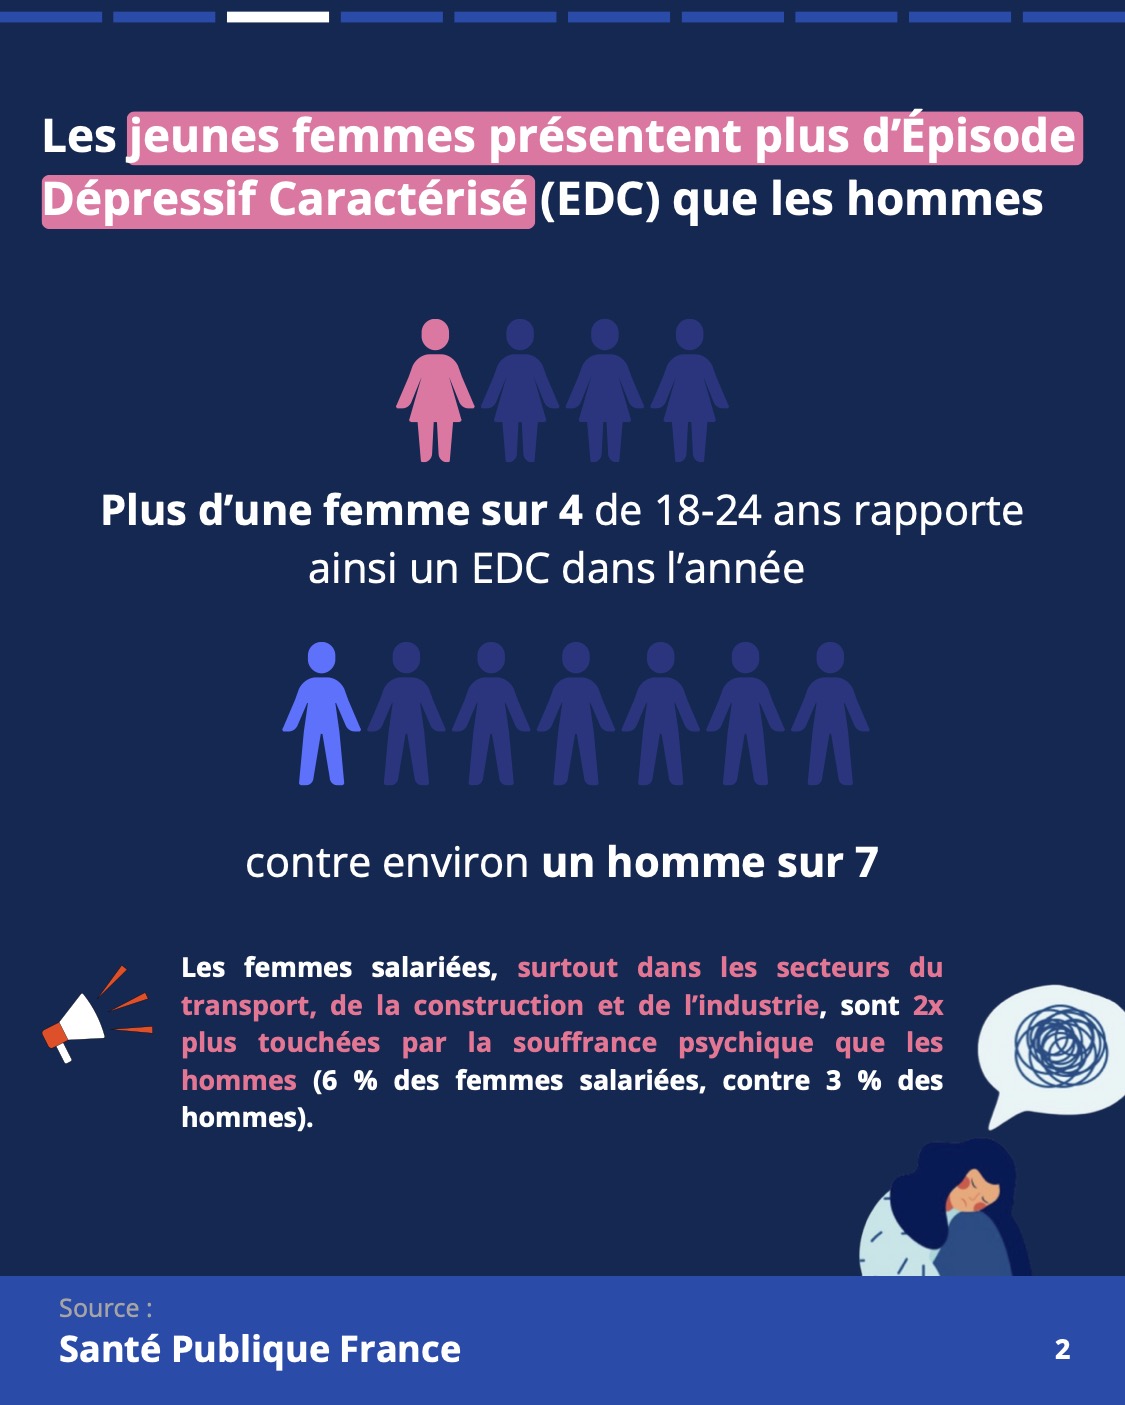 Les jeunes femmes présentent plus d’Épisode
Dépressif Caractérisé (EDC) que les hommes
Plus d’une femme sur 4 de 18-24 ans rapporte
ainsi un EDC dans l’année
contre environ un homme sur 7
Les femmes salariées, surtout dans les secteurs du
transport, de la construction et de l’industrie, sont 2x
plus touchées par la souffrance psychique que les
hommes (6 % des femmes salariées, contre 3 % des
hommes).
Source :
Santé Publique France
2